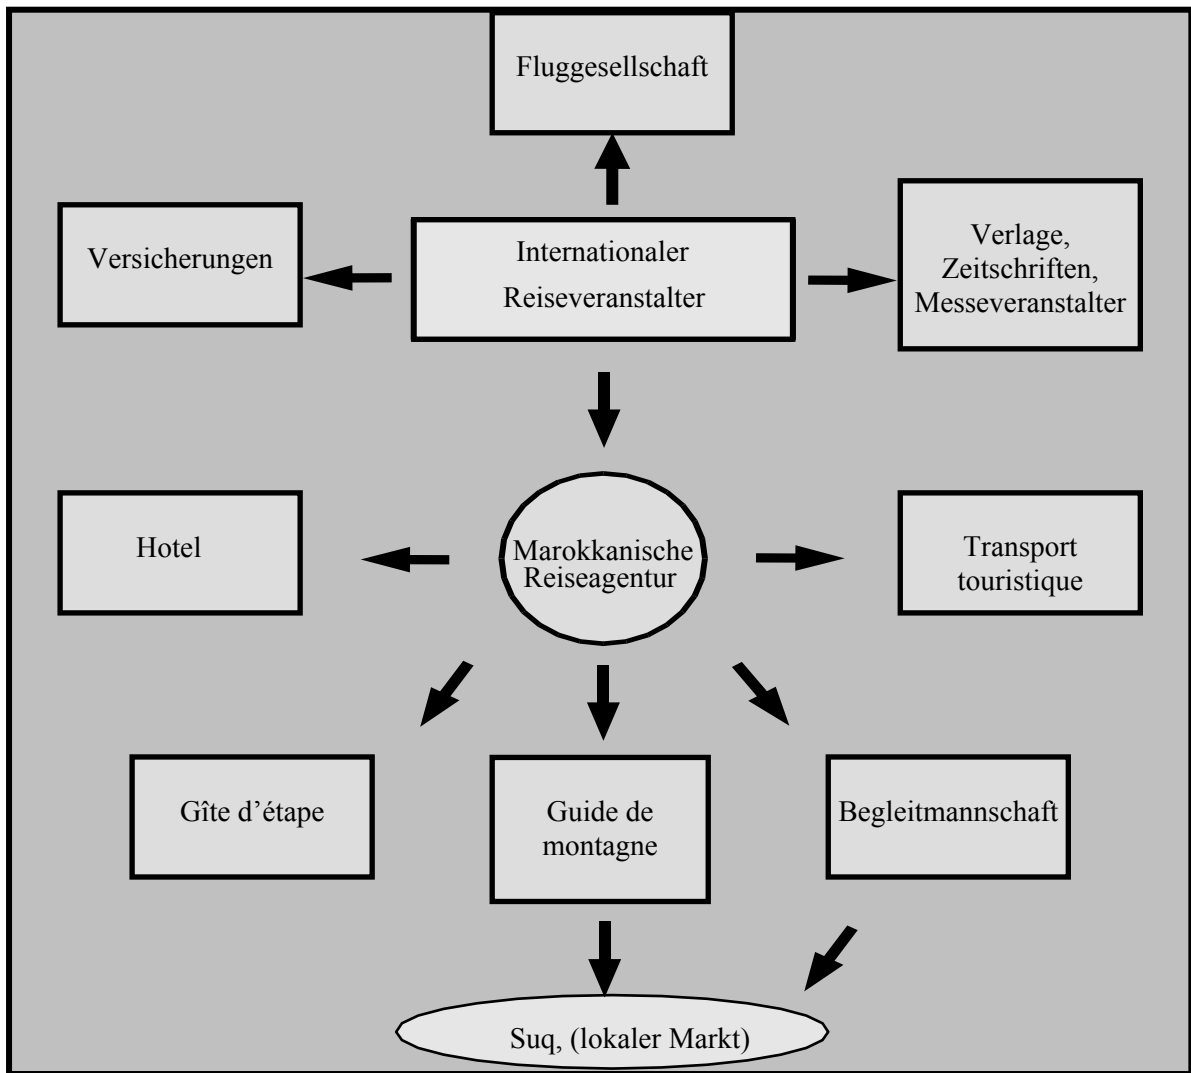 Fluggesellschaft
Versicherungen
Internationaler
Reiseveranstalter
Verlage,
Zeitschriften,
Messeveranstalter
Hotel
Marokkanische
Reiseagentur
Transport
touristique
Gîte d’étape
Guide de
montagne
Begleitmannschaft
Suq, (lokaler Markt)